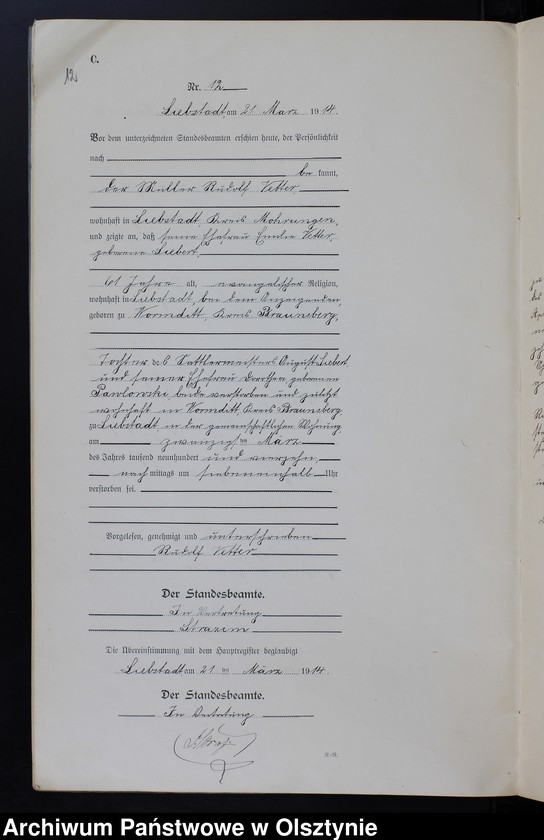 C.
12
Nr. 12
Liebstadt am 21 März 1914.
Vor dem unterzeichneten Standesbeamten erschien heute, der Persönlichkeit
nach
be kannt,
der Müller Rudolf Vetter,
wohnhaft in Liebstadt, Kreis Mohrungen,
und zeigte an, daß seine Ehefrau Emilie Vetter,
geborene Liebert,
61 Jahre alt, evangelischer Religion,
wohnhaft in Liebstadt, bei dem Anzeigenden,
geboren zu Wormditt, Kreis Braunsberg,
Tochter des Sattlermeisters August Liebert
und seiner Ehefrau Dorothea geborenen
Pawlowski, beide verstorben und zuletzt
wohnhaft in Wormditt, Kreis Braunsberg
zu Liebstadt in der gemeinschaftlichen Wohnung,
am zwanzigsten März
des Jahres tausend neunhundert und vierzehn,
nach mittags um siebeneinhalb Uhr
verstorben sei.
Vorgelesen, genehmigt und unterschrieben
Rudolf Vetter
Der Standesbeamte.
In Vertretung
Die Übereinstimmung mit dem Hauptregister beglaubigt
Liebstadt am 21 ten März 1914.
Der Standesbeamte.
In Vertretung
Archiwum Państwowe w Olsztynie